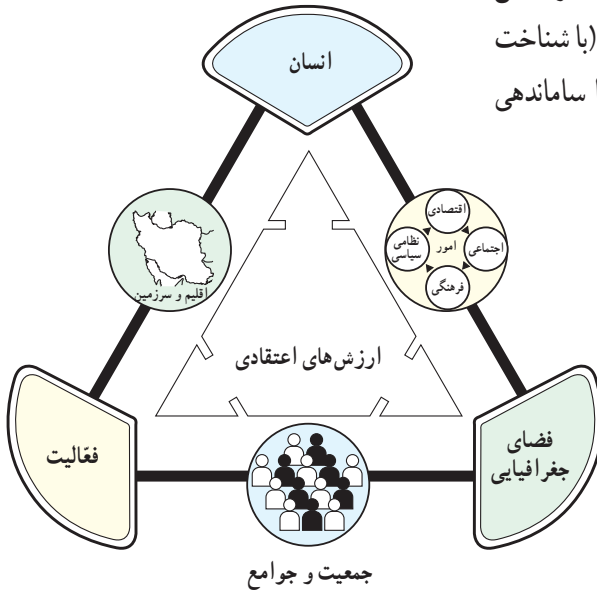 (با شناخت
ساماندهی
انسان
اقتصادی
نظامی
سیاسی
امور
اجتماعی
فرهنگی
اقلیم و سرزمین
ارزش‌های اعتقادی
فعّالیت
فضای
جغرافیایی
جمعیت و جوامع